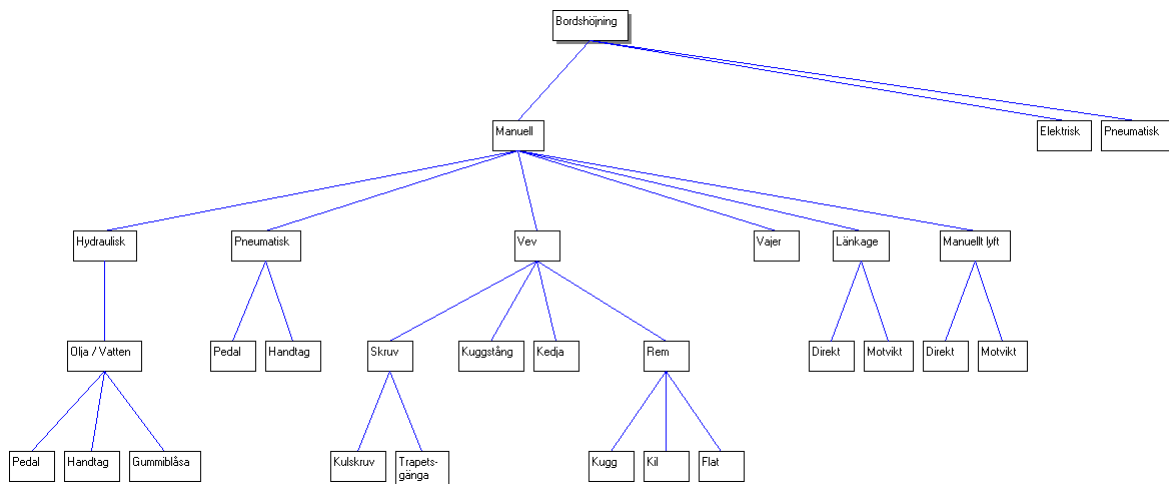 Bordshöjning
Manuell
Elektrisk
Pneumatisk
Hydraulisk
Pneumatisk
Vev
Vajer
Länkage
Manuellt lyft
Olja / Vatten
Pedal
Handtag
Skruv
Kuggstång
Kedja
Rem
Direkt
Motvikt
Direkt
Motvikt
Pedal
Handtag
Gummiblåsa
Kulskruv
Trapets-
gänga
Kugg
Kil
Flat